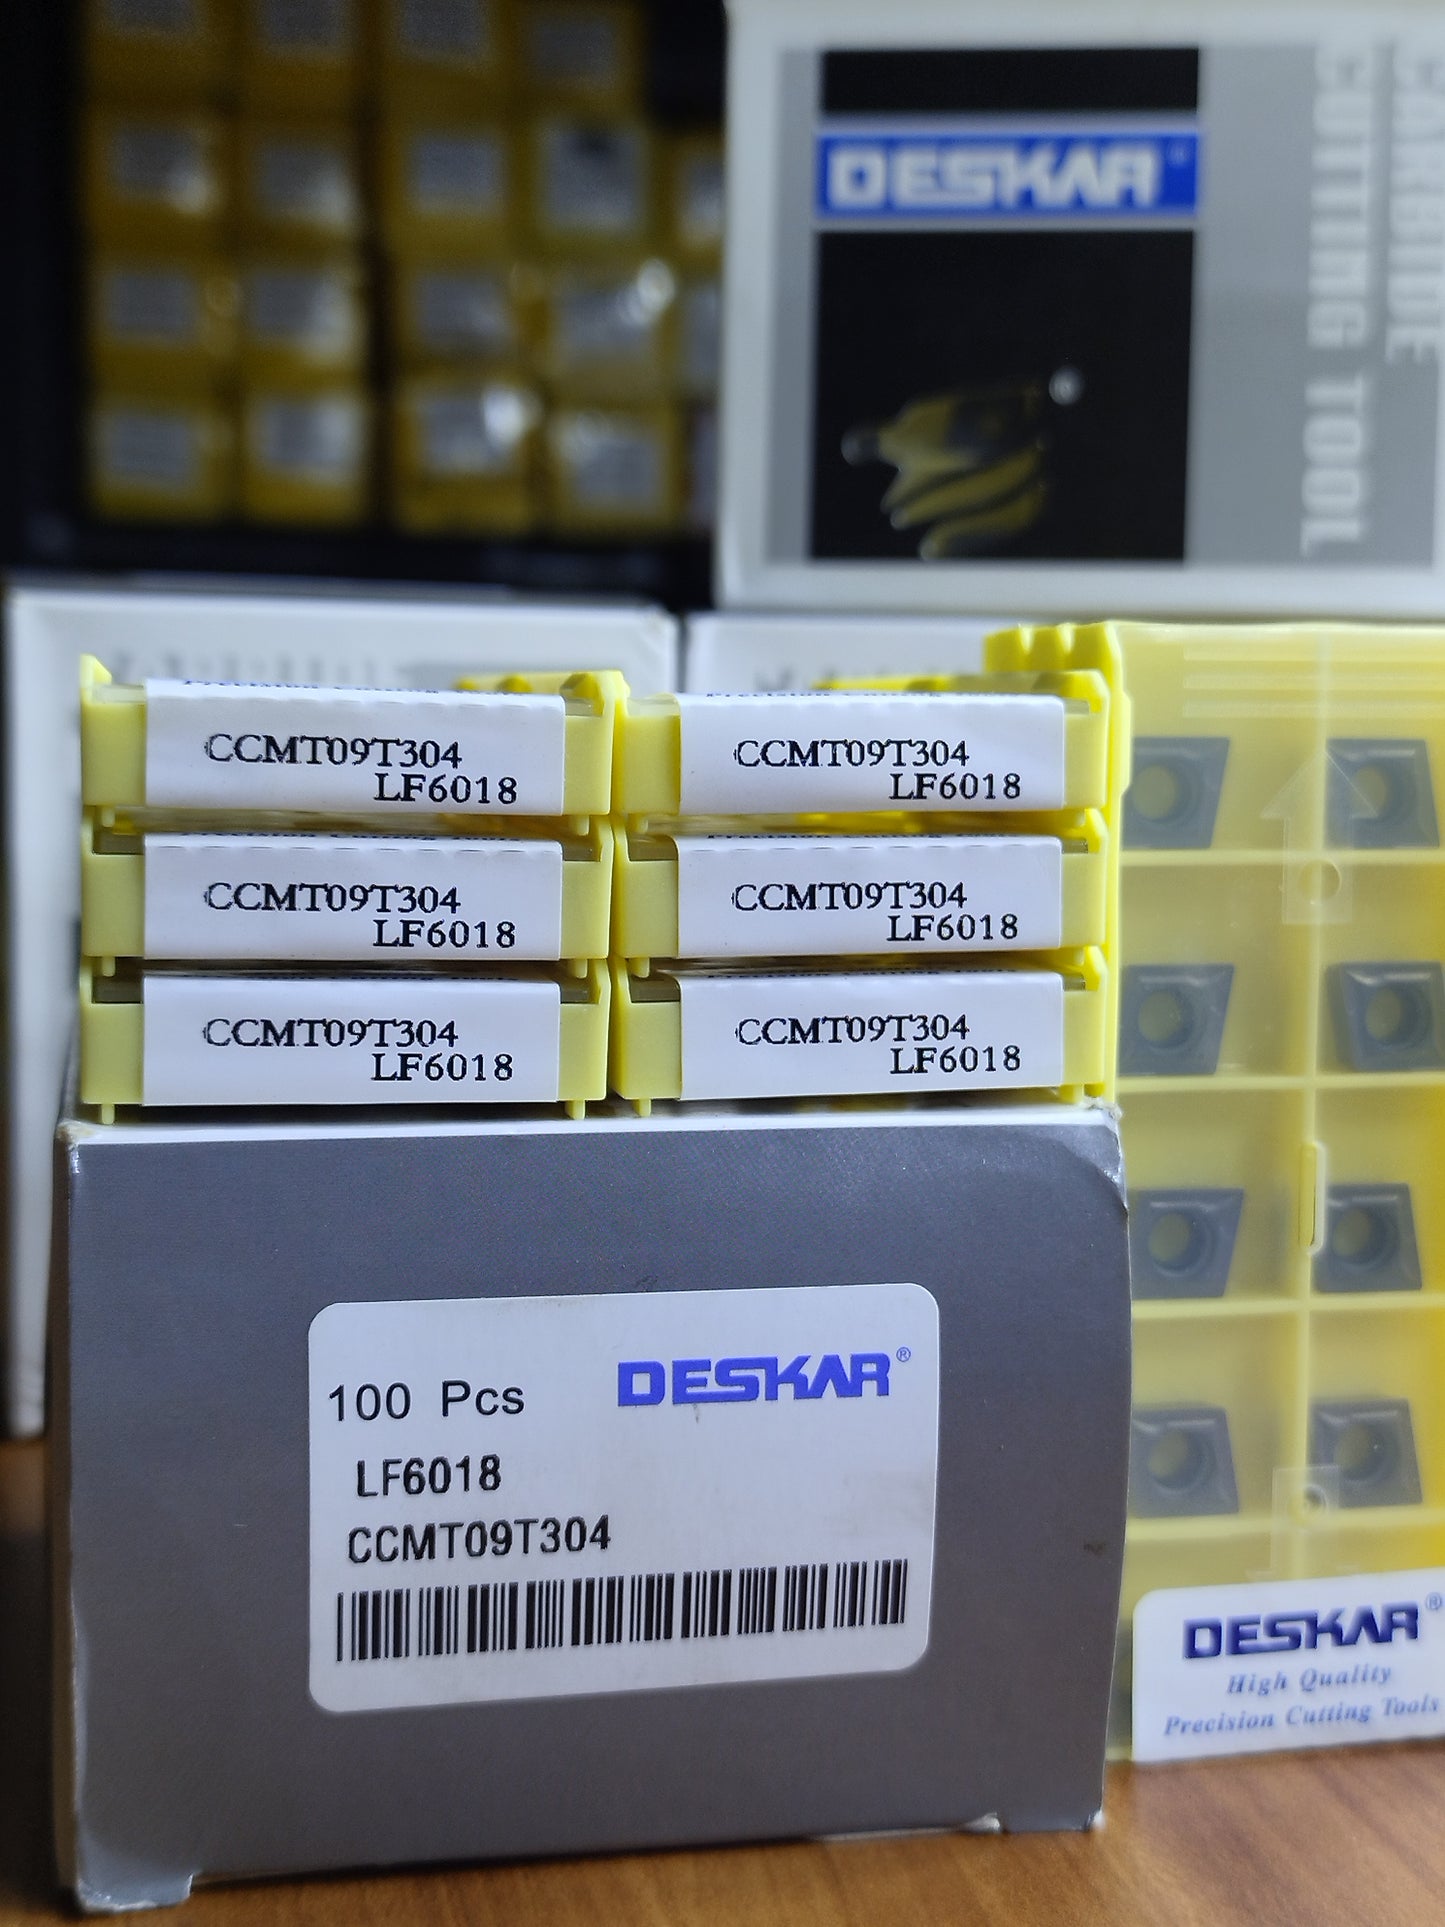 DESKAR
CARBIDE
CUTTING TOOL
CCMT09T304
LF6018
CCMT09T304
LF6018
CCMT09T304
LF6018
CCMT09T304
LF6018
CCMT09T304
LF6018
CCMT09T304
LF6018
100 Pcs
DESKAR®
LF6018
CCMT09T304
DESKAR®
High Quality
Precision Cutting Tools